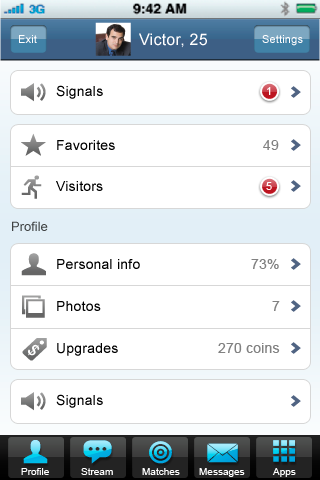 3G 9:42 AM
Exit Victor, 25 Settings
Signals 1
Favorites 49
Visitors 5
Profile
Personal info 73%
Photos 7
Upgrades 270 coins
Signals
Profile Stream Matches Messages Apps